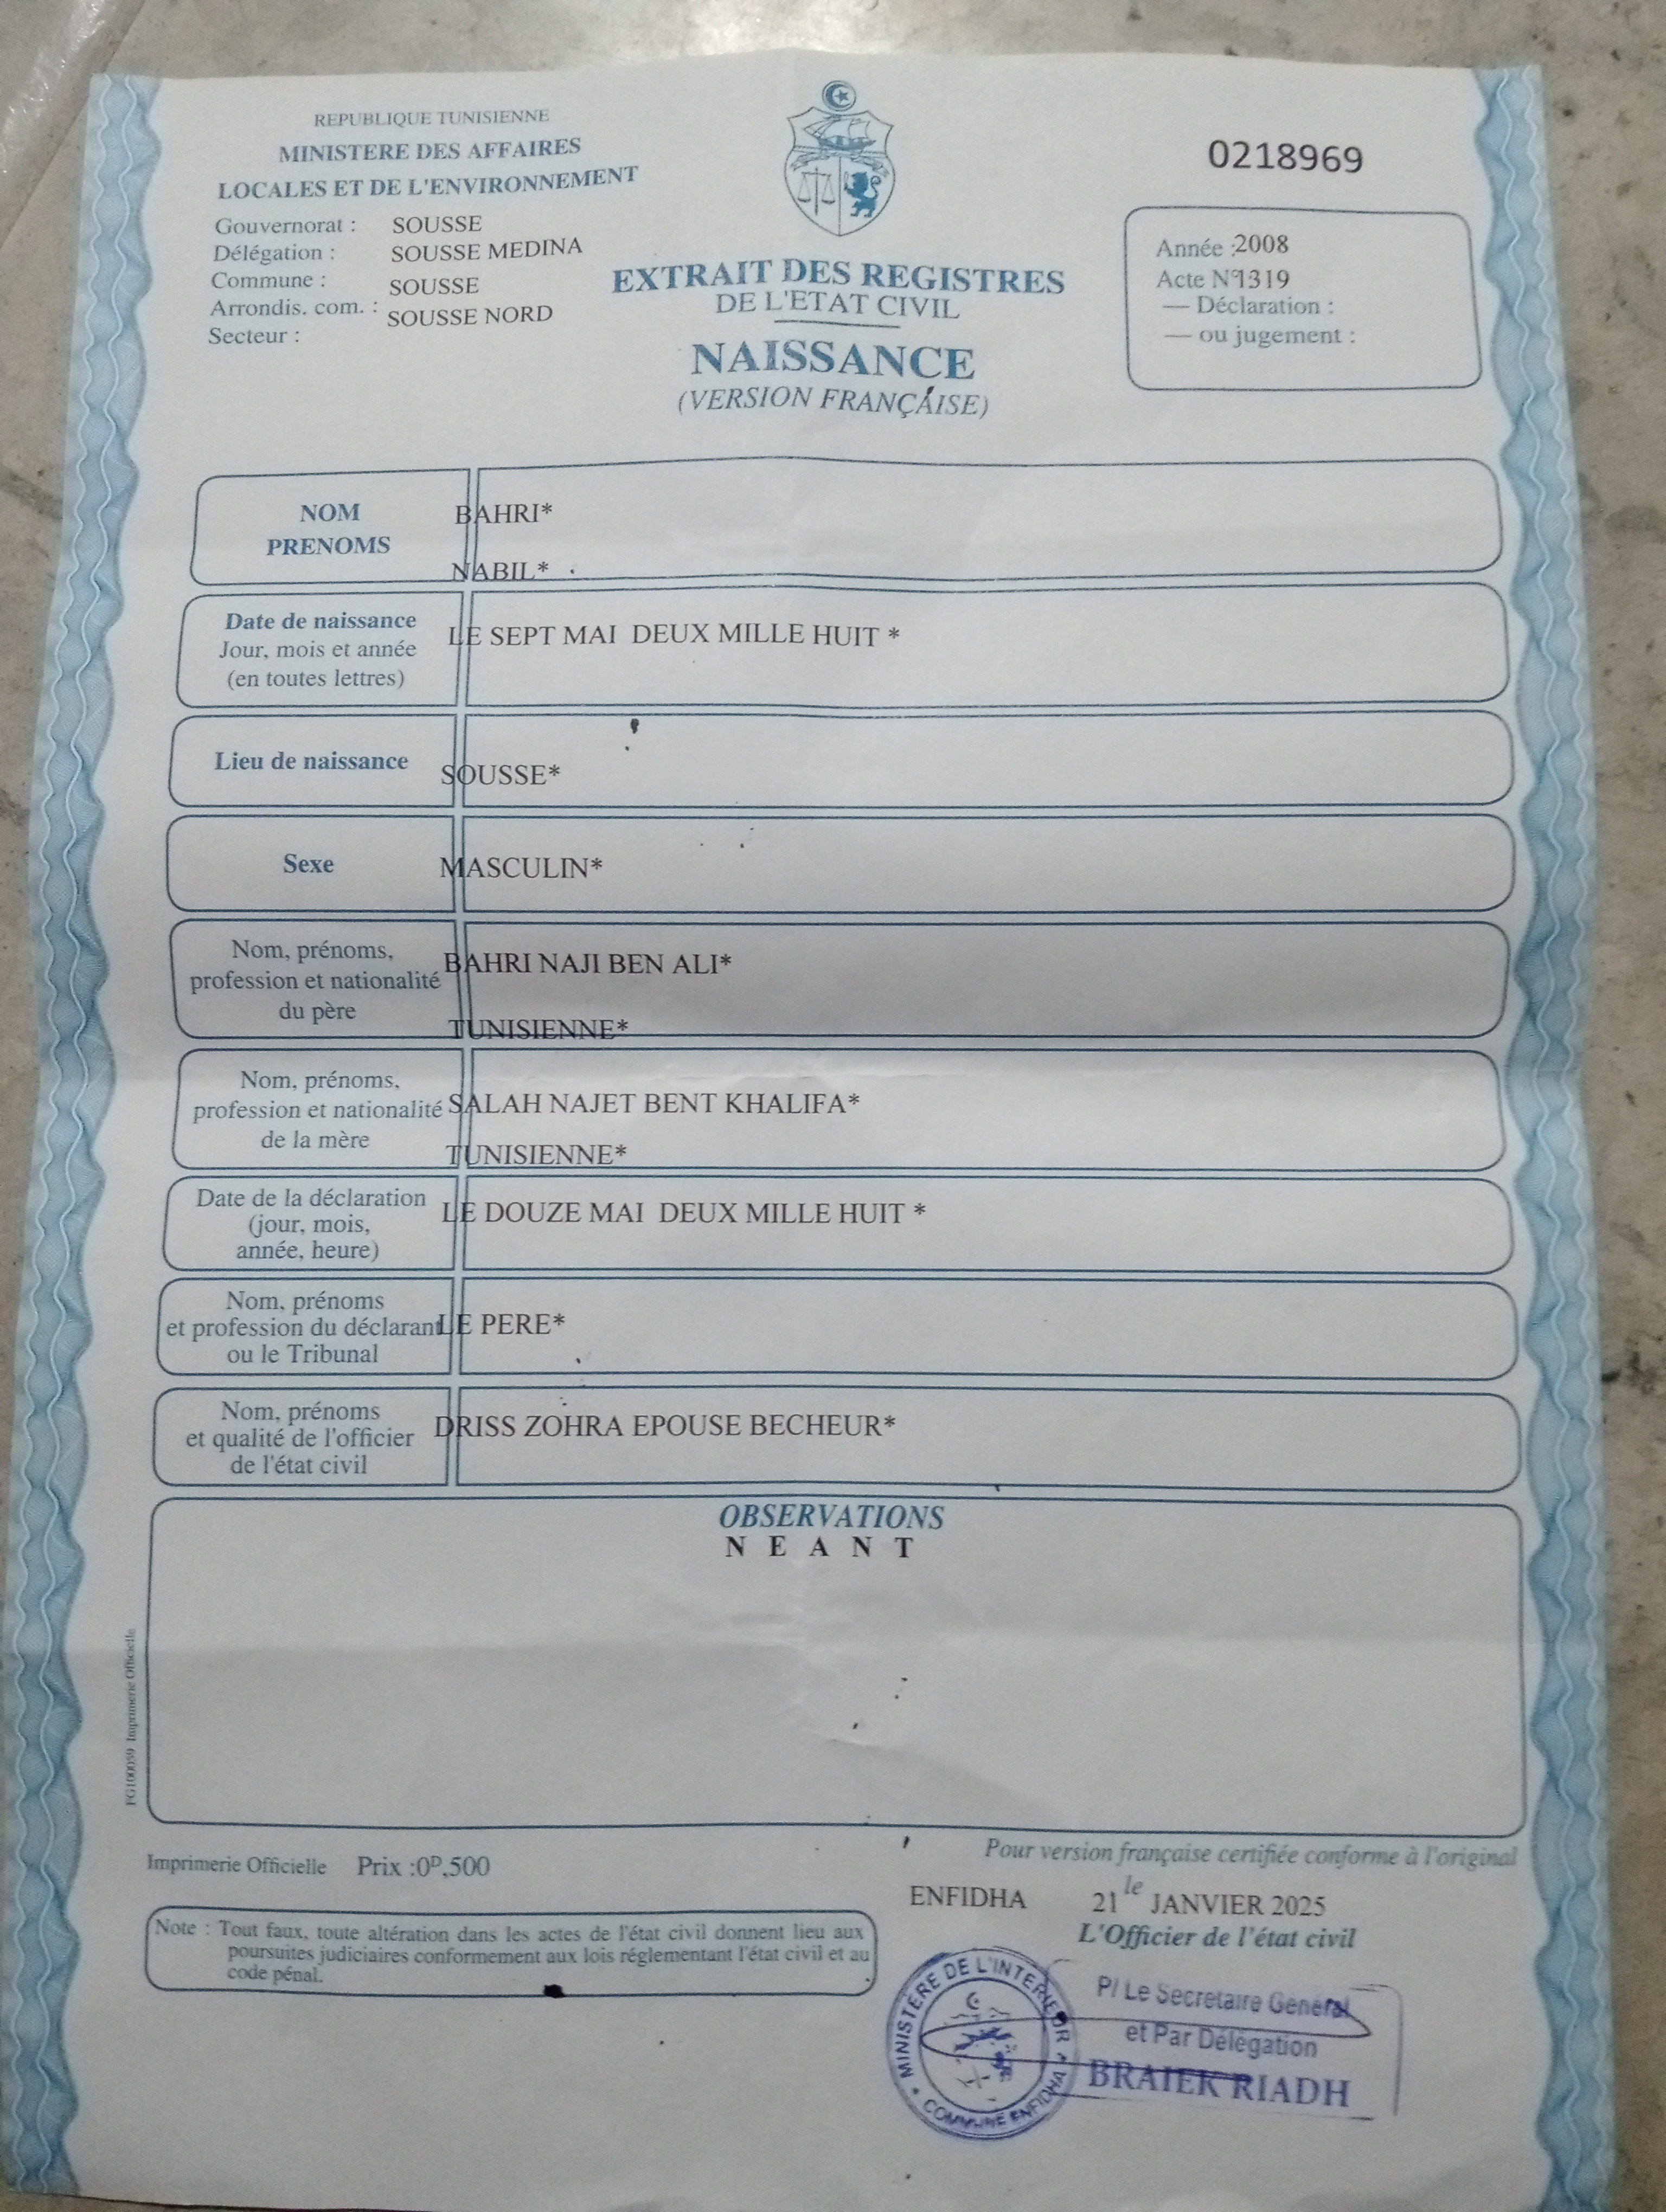 REPUBLIQUE TUNISIENNE
MINISTERE DES AFFAIRES
LOCALES ET DE L'ENVIRONNEMENT
Gouvernorat : SOUSSE
Délégation : SOUSSE MEDINA
Commune : SOUSSE
Arrondis. com. : SOUSSE NORD
Secteur :
EXTRAIT DES REGISTRES
DE L'ETAT CIVIL
NAISSANCE
(VERSION FRANÇAISE)
0218969
Année :2008
Acte N°1319
— Déclaration :
— ou jugement :
NOM
PRENOMS
BAHRI*
NABIL*
Date de naissance
Jour, mois et année
(en toutes lettres)
LE SEPT MAI DEUX MILLE HUIT *
Lieu de naissance
SOUSSE*
Sexe
MASCULIN*
Nom, prénoms,
profession et nationalité
du père
BAHRI NAJI BEN ALI*
TUNISIENNE*
Nom, prénoms,
profession et nationalité
de la mère
SALAH NAJET BENT KHALIFA*
TUNISIENNE*
Date de la déclaration
(jour, mois,
année, heure)
LE DOUZE MAI DEUX MILLE HUIT *
Nom, prénoms
et profession du déclarant
ou le Tribunal
LE PERE*
Nom, prénoms
et qualité de l'officier
de l'état civil
DRISS ZOHRA EPOUSE BECHEUR*
OBSERVATIONS
N E A N T
FG100059 Imprimerie Officielle
Imprimerie Officielle Prix :0ᴰ,500
Pour version française certifiée conforme à l'original
ENFIDHA 21 le JANVIER 2025
L'Officier de l'état civil
Note : Tout faux, toute altération dans les actes de l'état civil donnent lieu aux
poursuites judiciaires conformement aux lois réglementant l'état civil et au
code pénal.
MINISTÈRE DE L'INTERIEUR
COMMUNE ENFIDHA
P/ Le Secretaire Général
et Par Délégation
BRAIEK RIADH